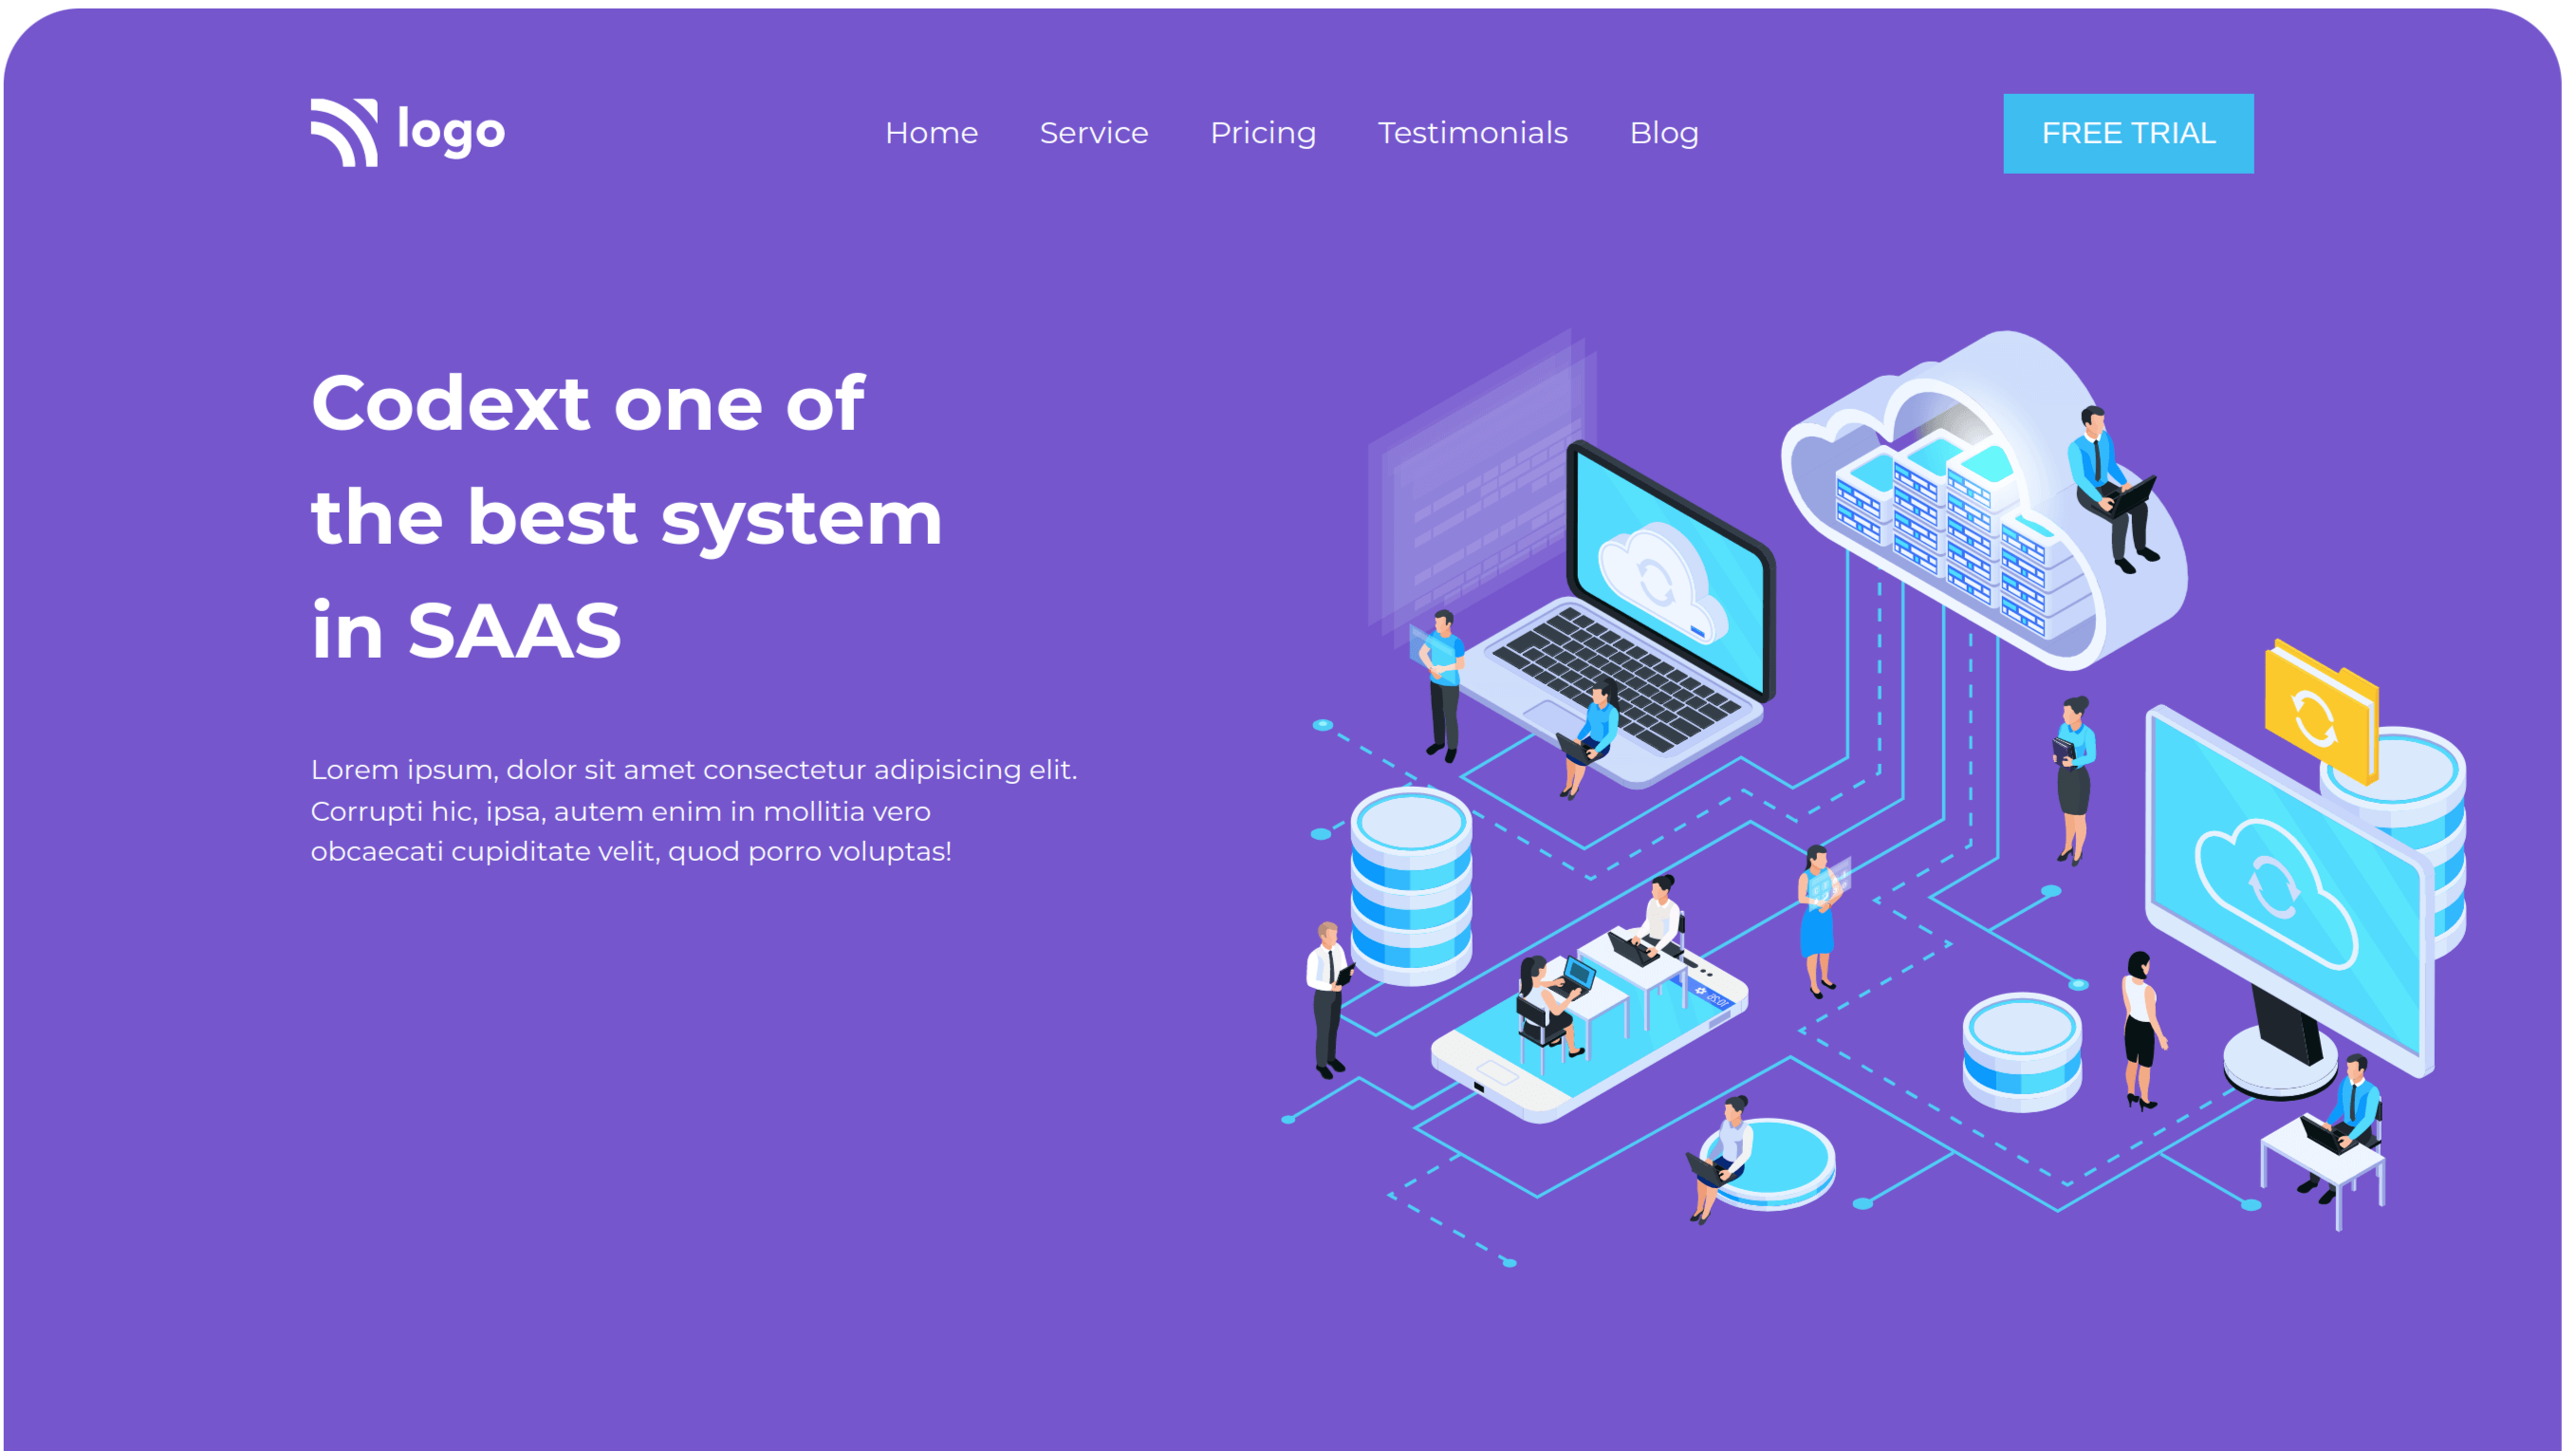 logo
Home Service Pricing Testimonials Blog
FREE TRIAL
Codext one of
the best system
in SAAS
Lorem ipsum, dolor sit amet consectetur adipisicing elit.
Corrupti hic, ipsa, autem enim in mollitia vero
obcaecati cupiditate velit, quod porro voluptas!